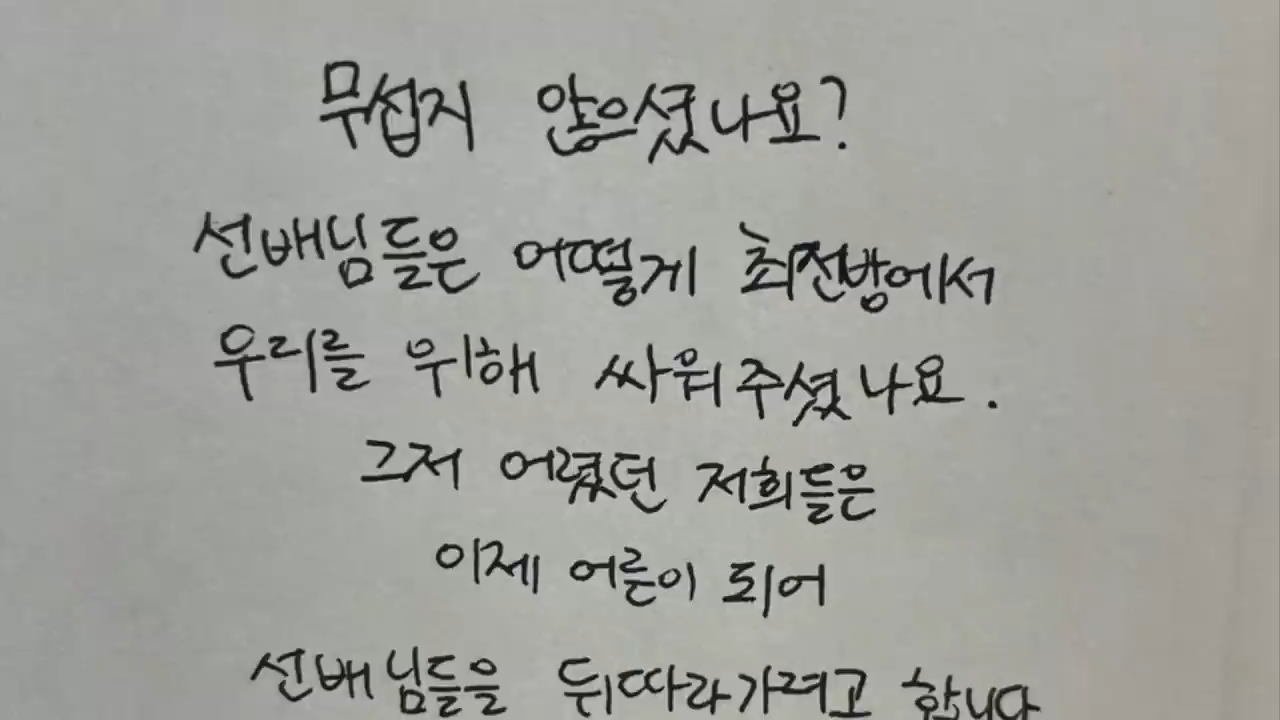 무섭지 않으셨나요?
선배님들은 어떻게 최전방에서
우리를 위해 싸워주셨나요.
그저 어렸던 저희들은
이제 어른이 되어
선배님들을 뒤따라가려고 합니다